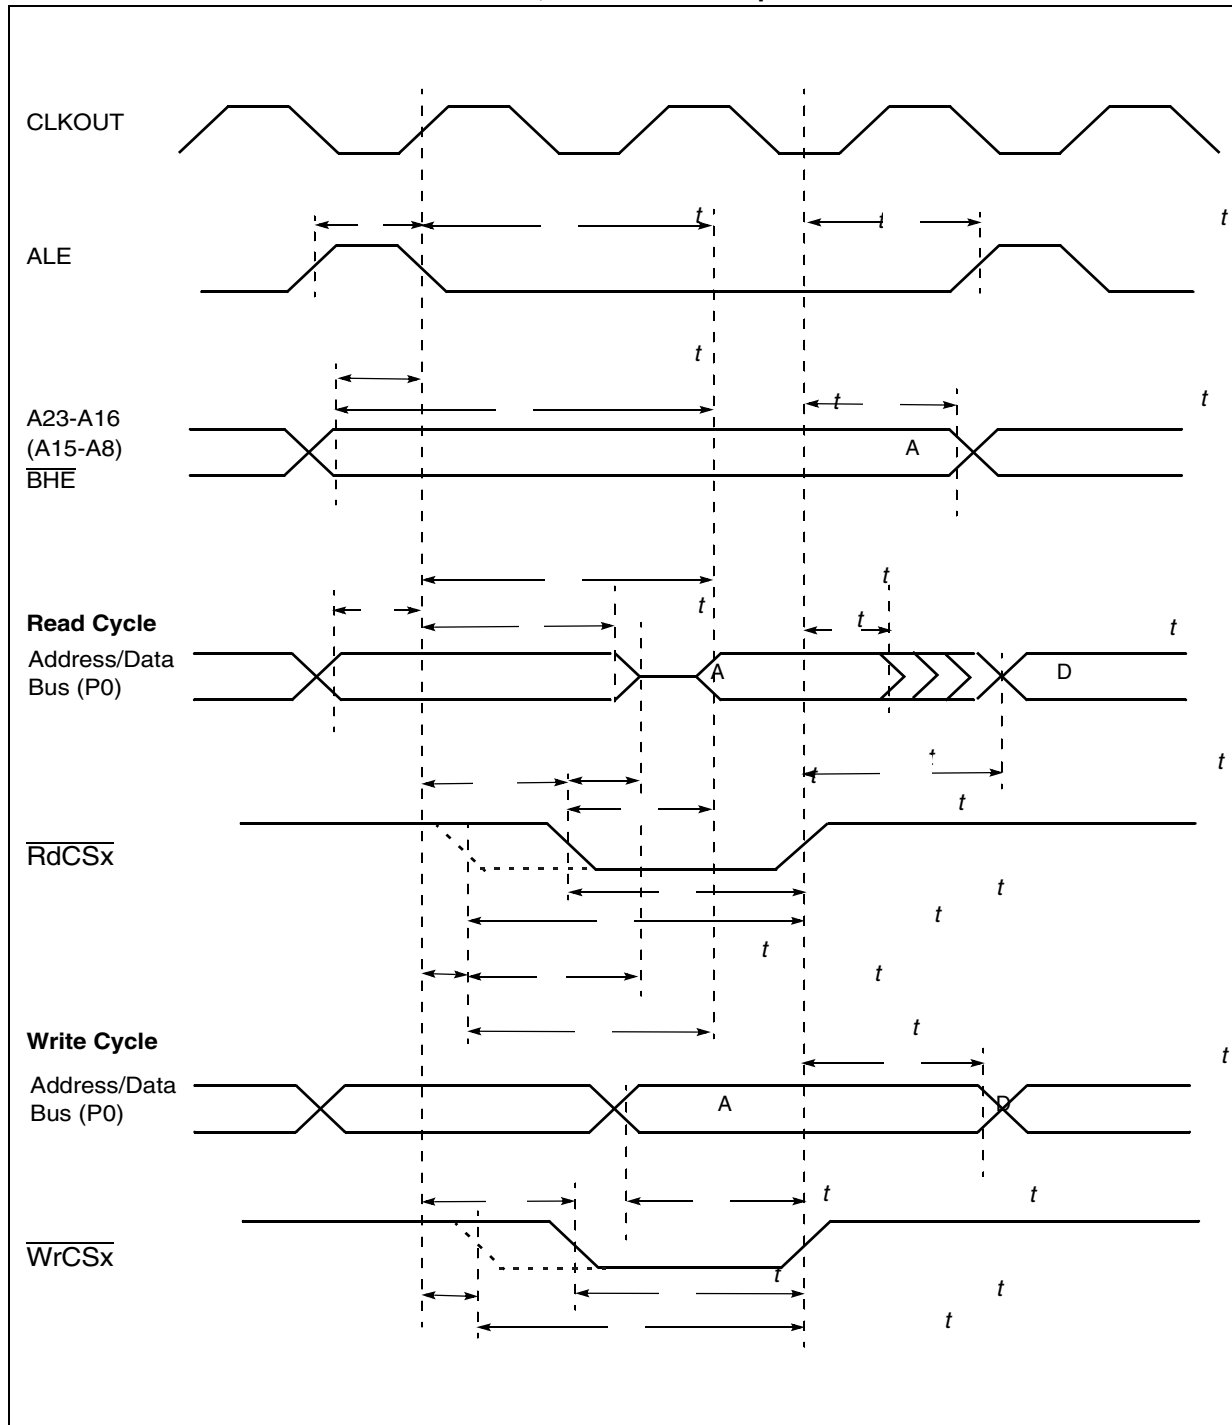 CLKOUT
t t t
ALE
t
A23-A16 t t
(A15-A8) A
BHE
t
t
Read Cycle t t
Address/Data A D
Bus (P0)
t t
t t
RdCSx
t
t
t
t
t
Write Cycle t
Address/Data A D
Bus (P0)
t t
WrCSx
t t
t